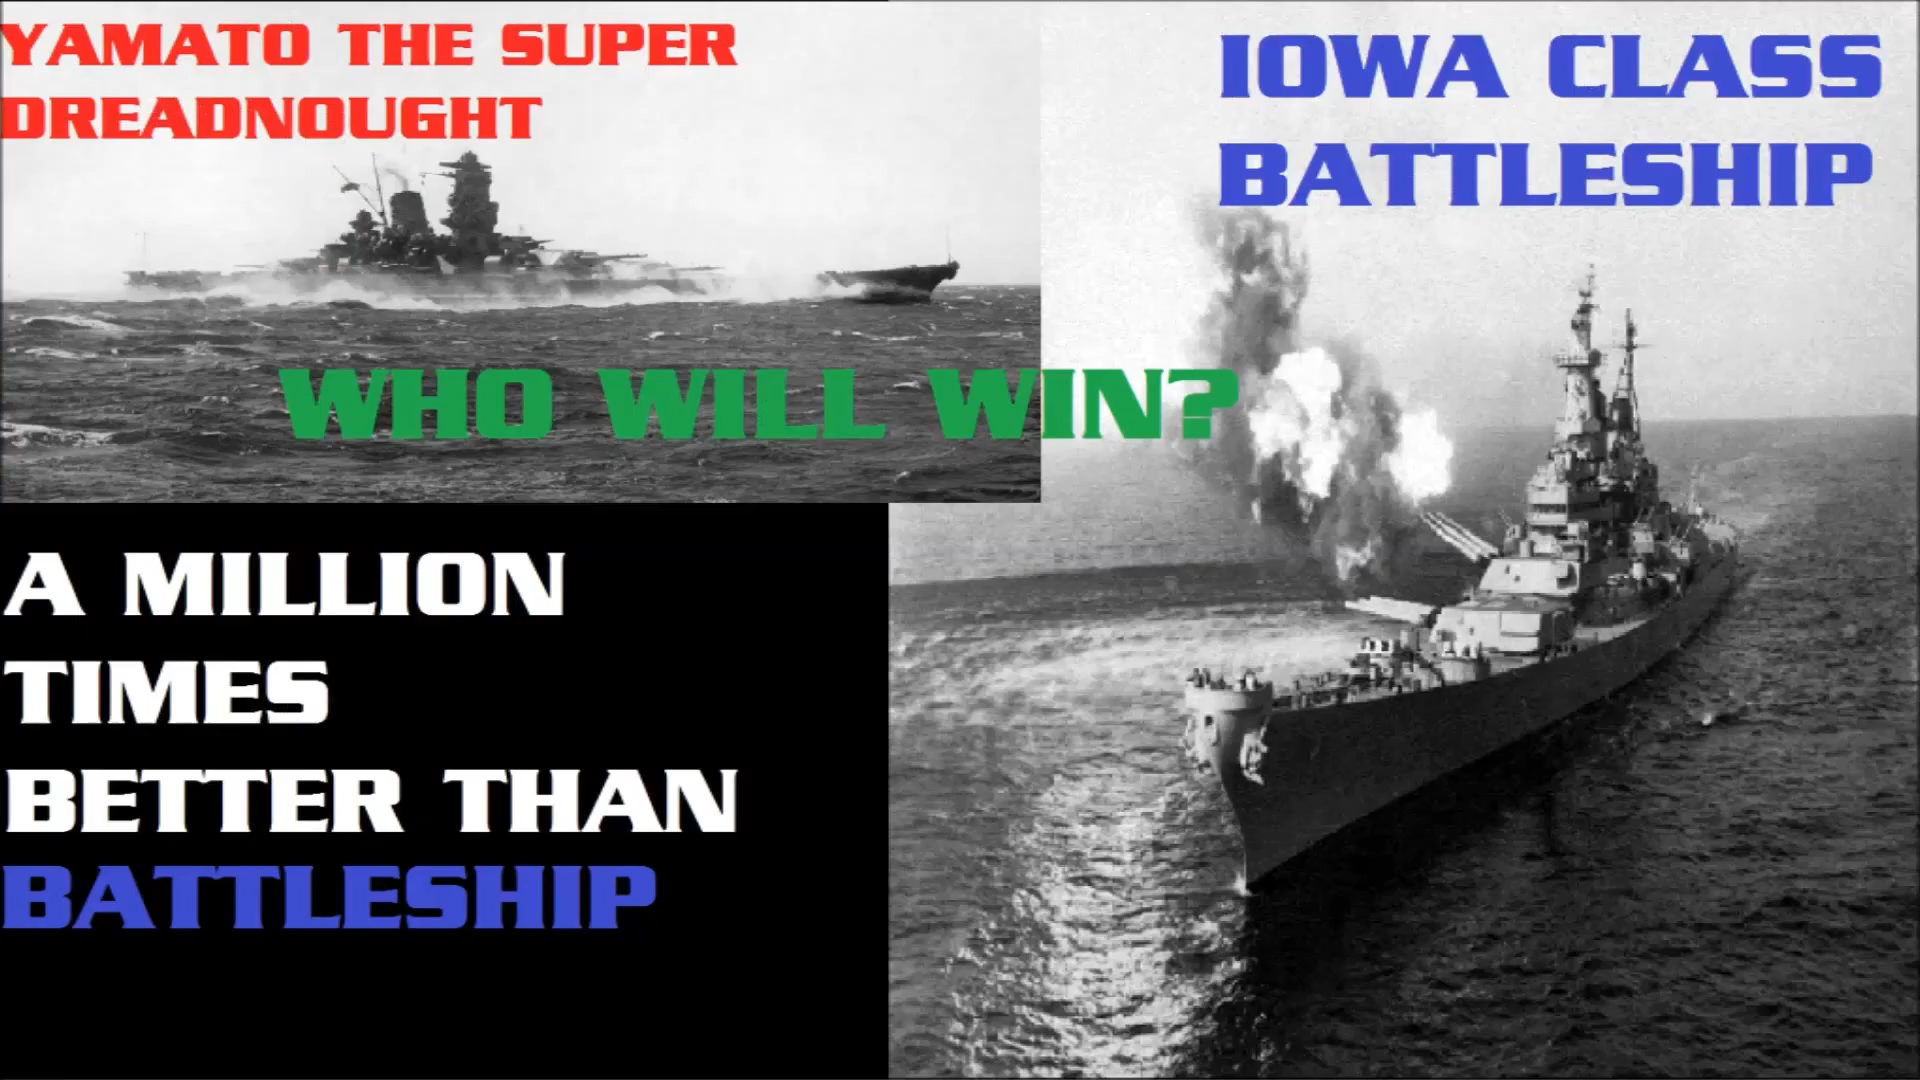 YAMATO THE SUPER
DREADNOUGHT
IOWA CLASS
BATTLESHIP
WHO WILL WIN?
A MILLION
TIMES
BETTER THAN
BATTLESHIP